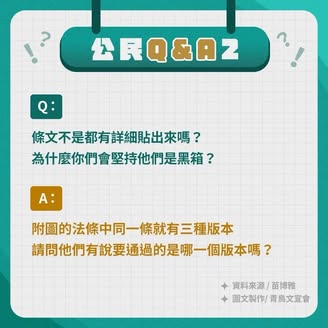 公民Q&A2
Q：
條文不是都有詳細貼出來嗎？
為什麼你們會堅持他們是黑箱？
A：
附圖的法條中同一條就有三種版本
請問他們有說要通過的是哪一個版本嗎？
資料來源 / 苗博雅
圖文製作/ 青鳥文宣會